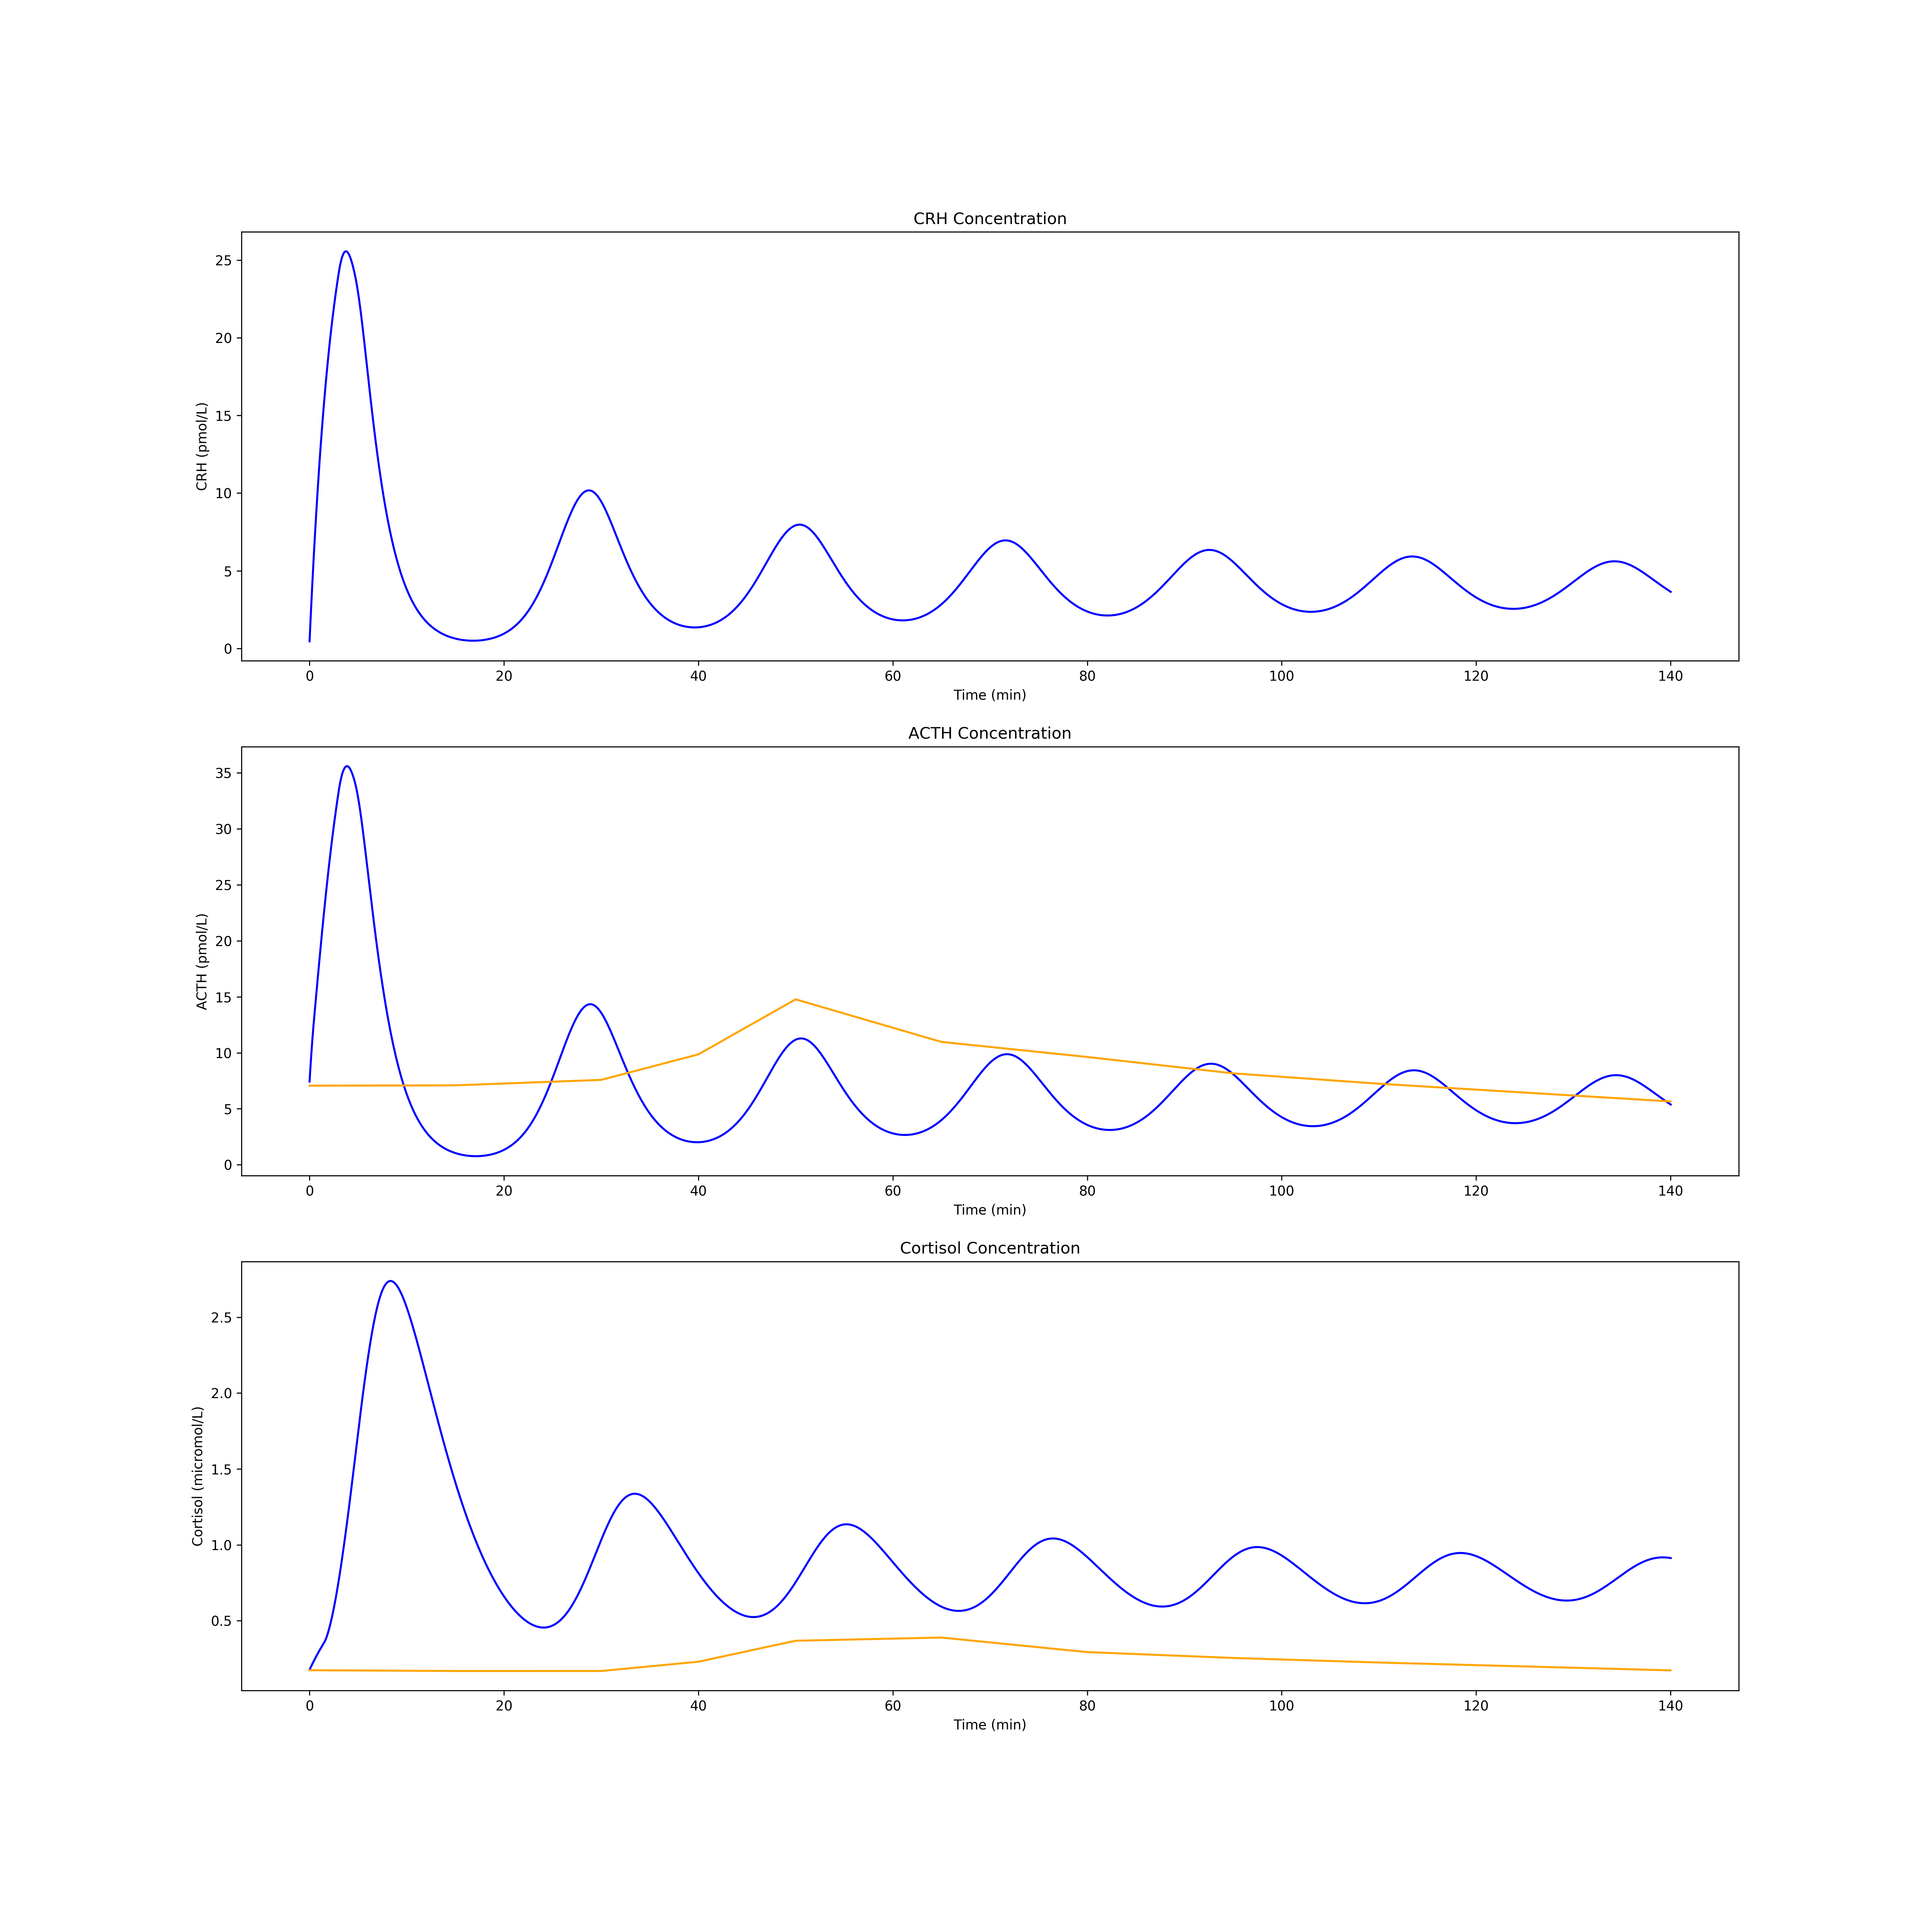 CRH Concentration
25
20
15
10
5
0
CRH (pmol/L)
0 20 40 60 80 100 120 140
Time (min)
ACTH Concentration
35
30
25
20
15
10
5
0
ACTH (pmol/L)
0 20 40 60 80 100 120 140
Time (min)
Cortisol Concentration
2.5
2.0
1.5
1.0
0.5
Cortisol (micromol/L)
0 20 40 60 80 100 120 140
Time (min)